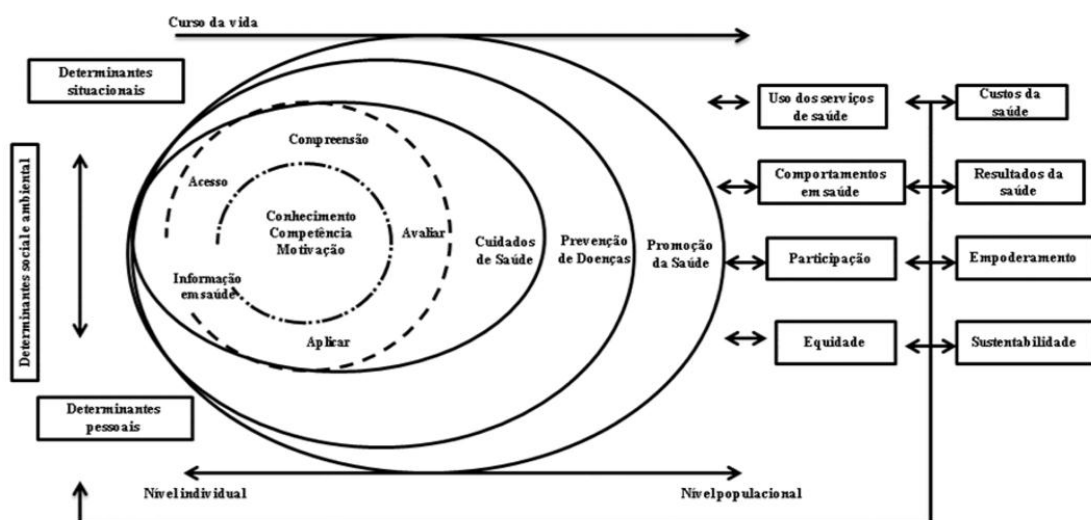 Curso da vida
Determinantes
situacionais
Determinantes social e ambiental
Determinantes
pessoais
Compreensão
Acesso
Conhecimento
Competência
Motivação
Avaliar
Informação
em saúde
Aplicar
Cuidados
de Saúde
Prevenção
de Doenças
Promoção
da Saúde
Uso dos serviços
de saúde
Custos da
saúde
Comportamentos
em saúde
Resultados da
saúde
Participação
Empoderamento
Equidade
Sustentabilidade
Nível individual
Nível populacional